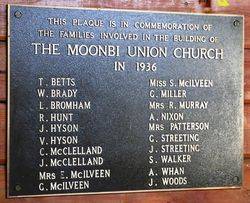 THIS PLAQUE IS IN COMMEMORATION OF
THE FAMILIES INVOLVED IN THE BUILDING OF
THE MOONBI UNION CHURCH
IN 1936
T. BETTS
W. BRADY
L. BROMHAM
R. HUNT
J. HYSON
V. HYSON
C. McCLELLAND
J. McCLELLAND
MRS E. McILVEEN
G. McILVEEN
MISS S. McILVEEN
G. MILLER
MRS R. MURRAY
A. NIXON
MRS PATTERSON
G. STREETING
J. STREETING
S. WALKER
A. WHAN
J. WOODS